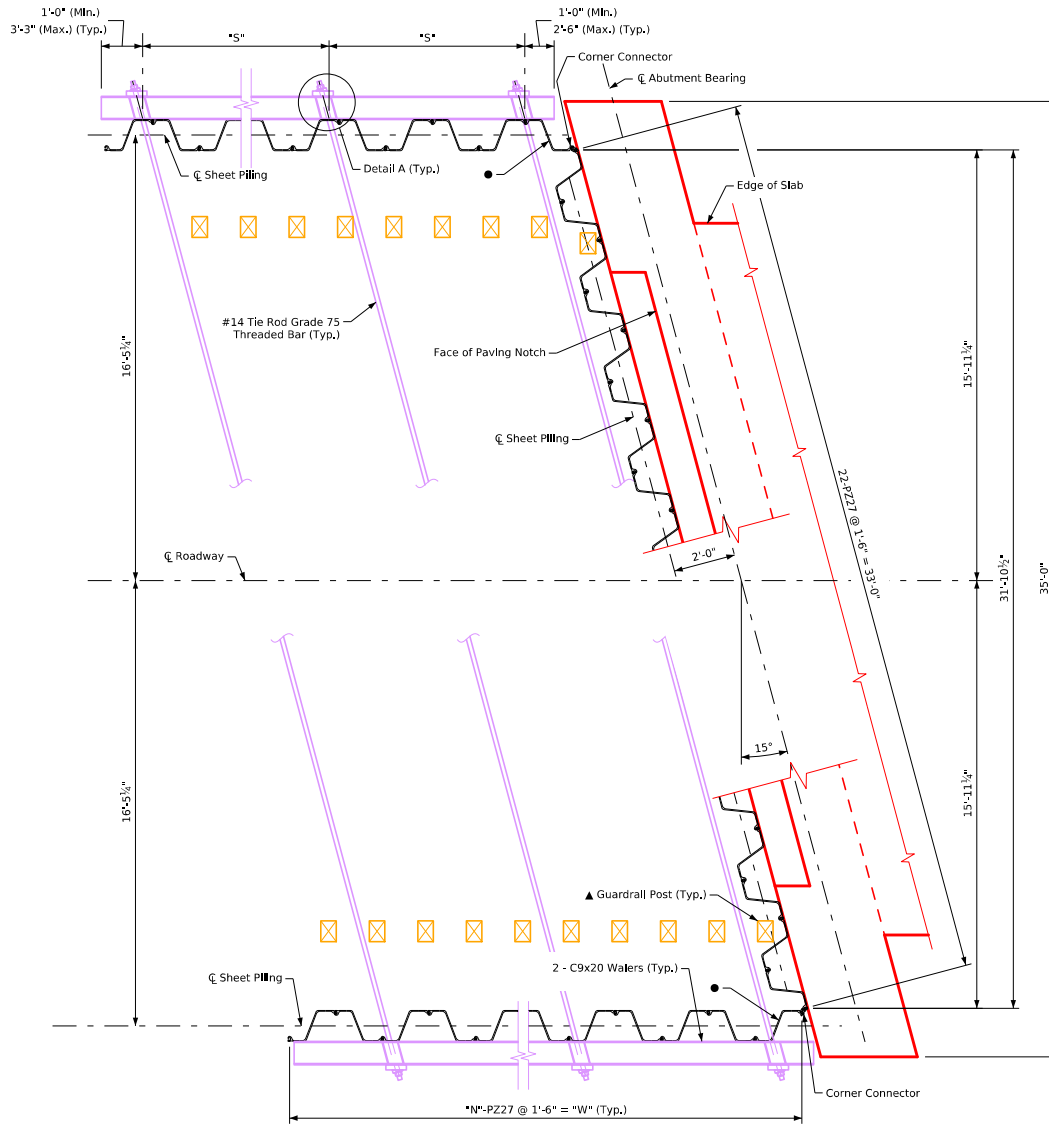 1'-0" (Min.)
3'-3" (Max.) (Typ.)
"S"
"S"
1'-0" (Min.)
2'-6" (Max.) (Typ.)
Corner Connector
℄ Abutment Bearing
℄ Sheet Piling
Detail A (Typ.)
Edge of Slab
#14 Tie Rod Grade 75
Threaded Bar (Typ.)
Face of Paving Notch
16'-5¼"
15'-11¼"
℄ Sheet Piling
22-PZ27 @ 1'-6" = 33'-0"
℄ Roadway
2'-0"
31'-10½"
35'-0"
15°
16'-5¼"
15'-11¼"
▲ Guardrail Post (Typ.)
2 - C9x20 Walers (Typ.)
℄ Sheet Piling
Corner Connector
"N"-PZ27 @ 1'-6" = "W" (Typ.)